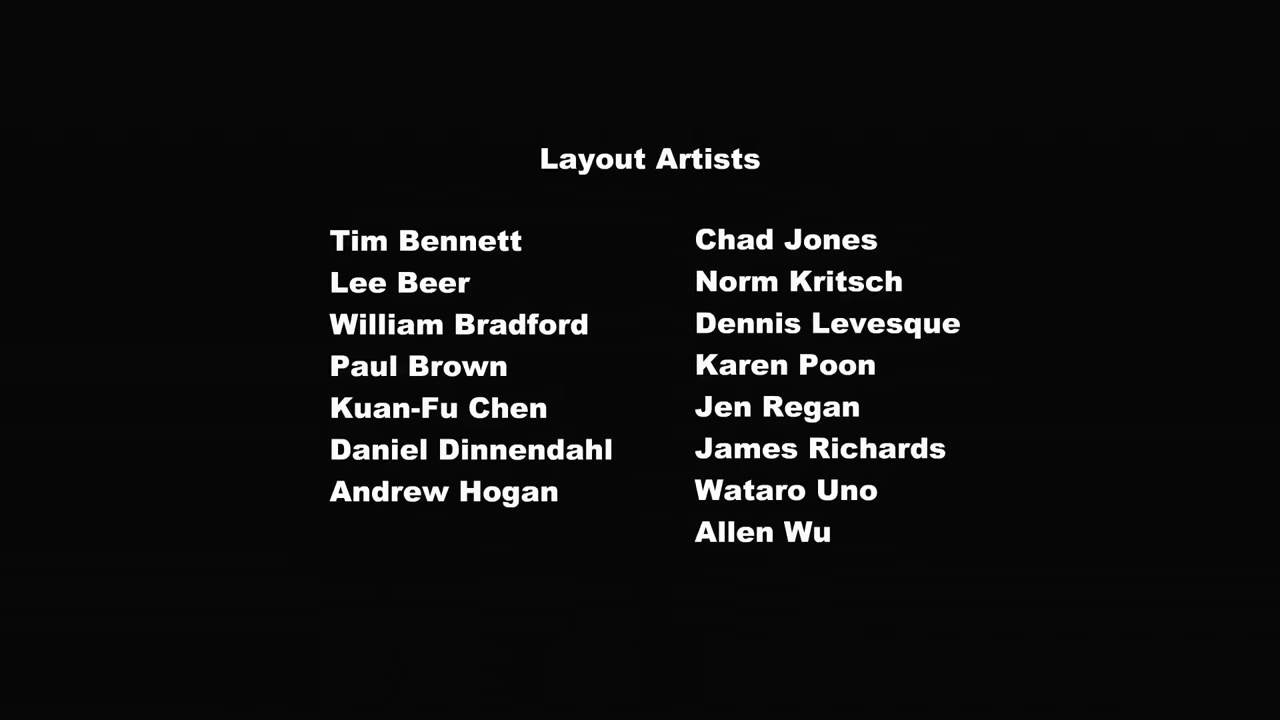 Layout Artists
Tim Bennett
Lee Beer
William Bradford
Paul Brown
Kuan-Fu Chen
Daniel Dinnendahl
Andrew Hogan
Chad Jones
Norm Kritsch
Dennis Levesque
Karen Poon
Jen Regan
James Richards
Wataro Uno
Allen Wu